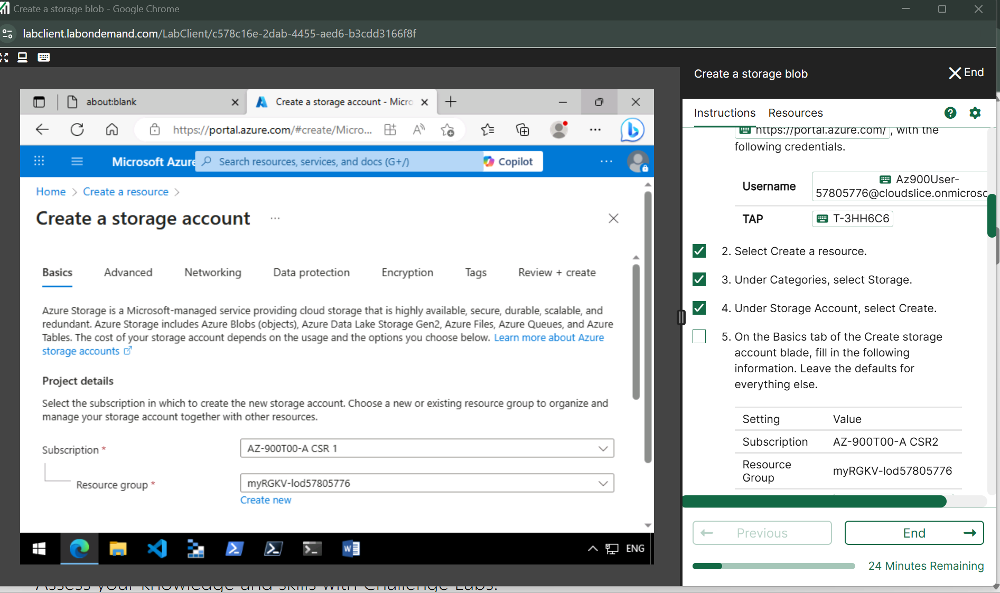 Create a storage blob - Google Chrome
labclient.labondemand.com/LabClient/c578c16e-2dab-4455-aed6-b3cdd3166f8f
about:blank
Create a storage account - Micro
https://portal.azure.com/#create/Micro...
Microsoft Azure
Search resources, services, and docs (G+/)
Copilot
Home > Create a resource >
Create a storage account ...
Basics Advanced Networking Data protection Encryption Tags Review + create
Azure Storage is a Microsoft-managed service providing cloud storage that is highly available, secure, durable, scalable, and
redundant. Azure Storage includes Azure Blobs (objects), Azure Data Lake Storage Gen2, Azure Files, Azure Queues, and Azure
Tables. The cost of your storage account depends on the usage and the options you choose below. Learn more about Azure
storage accounts
Project details
Select the subscription in which to create the new storage account. Choose a new or existing resource group to organize and
manage your storage account together with other resources.
Subscription *
AZ-900T00-A CSR 1
Resource group *
myRGKV-lod57805776
Create new
ENG
Create a storage blob
End
Instructions Resources
https://portal.azure.com/ , with the
following credentials.
Username
Az900User-
57805776@cloudslice.onmicrosc
TAP
T-3HH6C6
2. Select Create a resource.
3. Under Categories, select Storage.
4. Under Storage Account, select Create.
5. On the Basics tab of the Create storage
account blade, fill in the following
information. Leave the defaults for
everything else.
Setting Value
Subscription AZ-900T00-A CSR2
Resource
Group
myRGKV-lod57805776
Previous
End
24 Minutes Remaining
Assess your knowledge and skills with Challenge Labs.